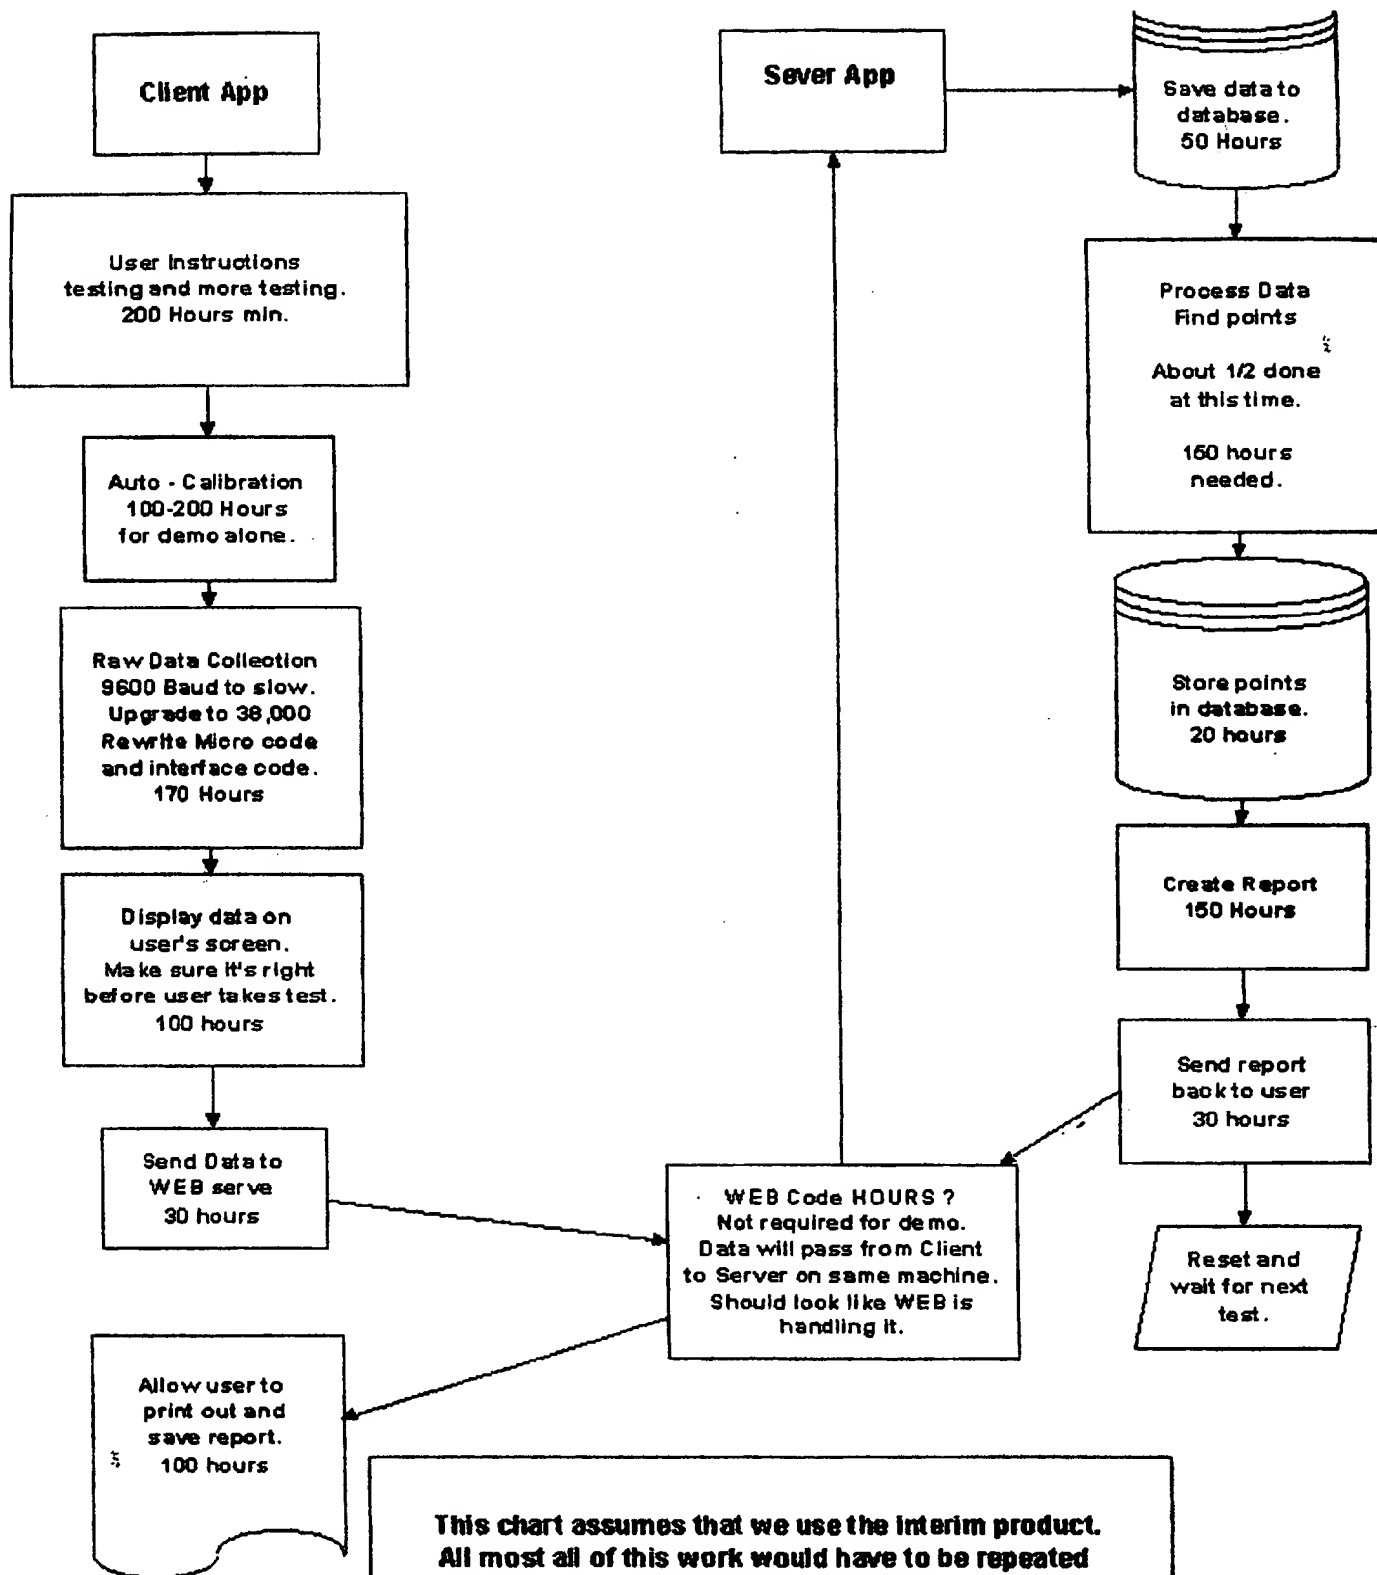 Client App
User Instructions
testing and more testing.
200 Hours min.
Auto - Calibration
100-200 Hours
for demo alone.
Raw Data Collection
9600 Baud to slow.
Upgrade to 38,000
Rewrite Micro code
and interface code.
170 Hours
Display data on
user's screen.
Make sure it's right
before user takes test.
100 hours
Send Data to
WEB serve
30 hours
Allow user to
print out and
save report.
100 hours
WEB Code HOURS ?
Not required for demo.
Data will pass from Client
to Server on same machine.
Should look like WEB is
handling it.
Sever App
Save data to
database.
50 Hours
Process Data
Find points
About 1/2 done
at this time.
150 hours
needed.
Store points
in database.
20 hours
Create Report
150 Hours
Send report
back to user
30 hours
Reset and
wait for next
test.
This chart assumes that we use the interim product.
All most all of this work would have to be repeated